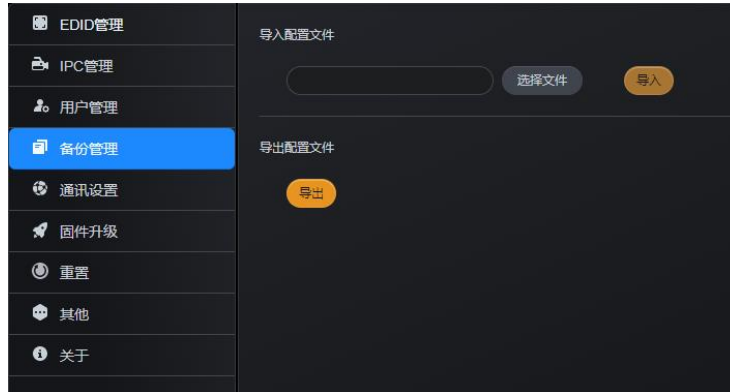 EDID管理
IPC管理
用户管理
备份管理
通讯设置
固件升级
重置
其他
关于
导入配置文件
选择文件 导入
导出配置文件
导出